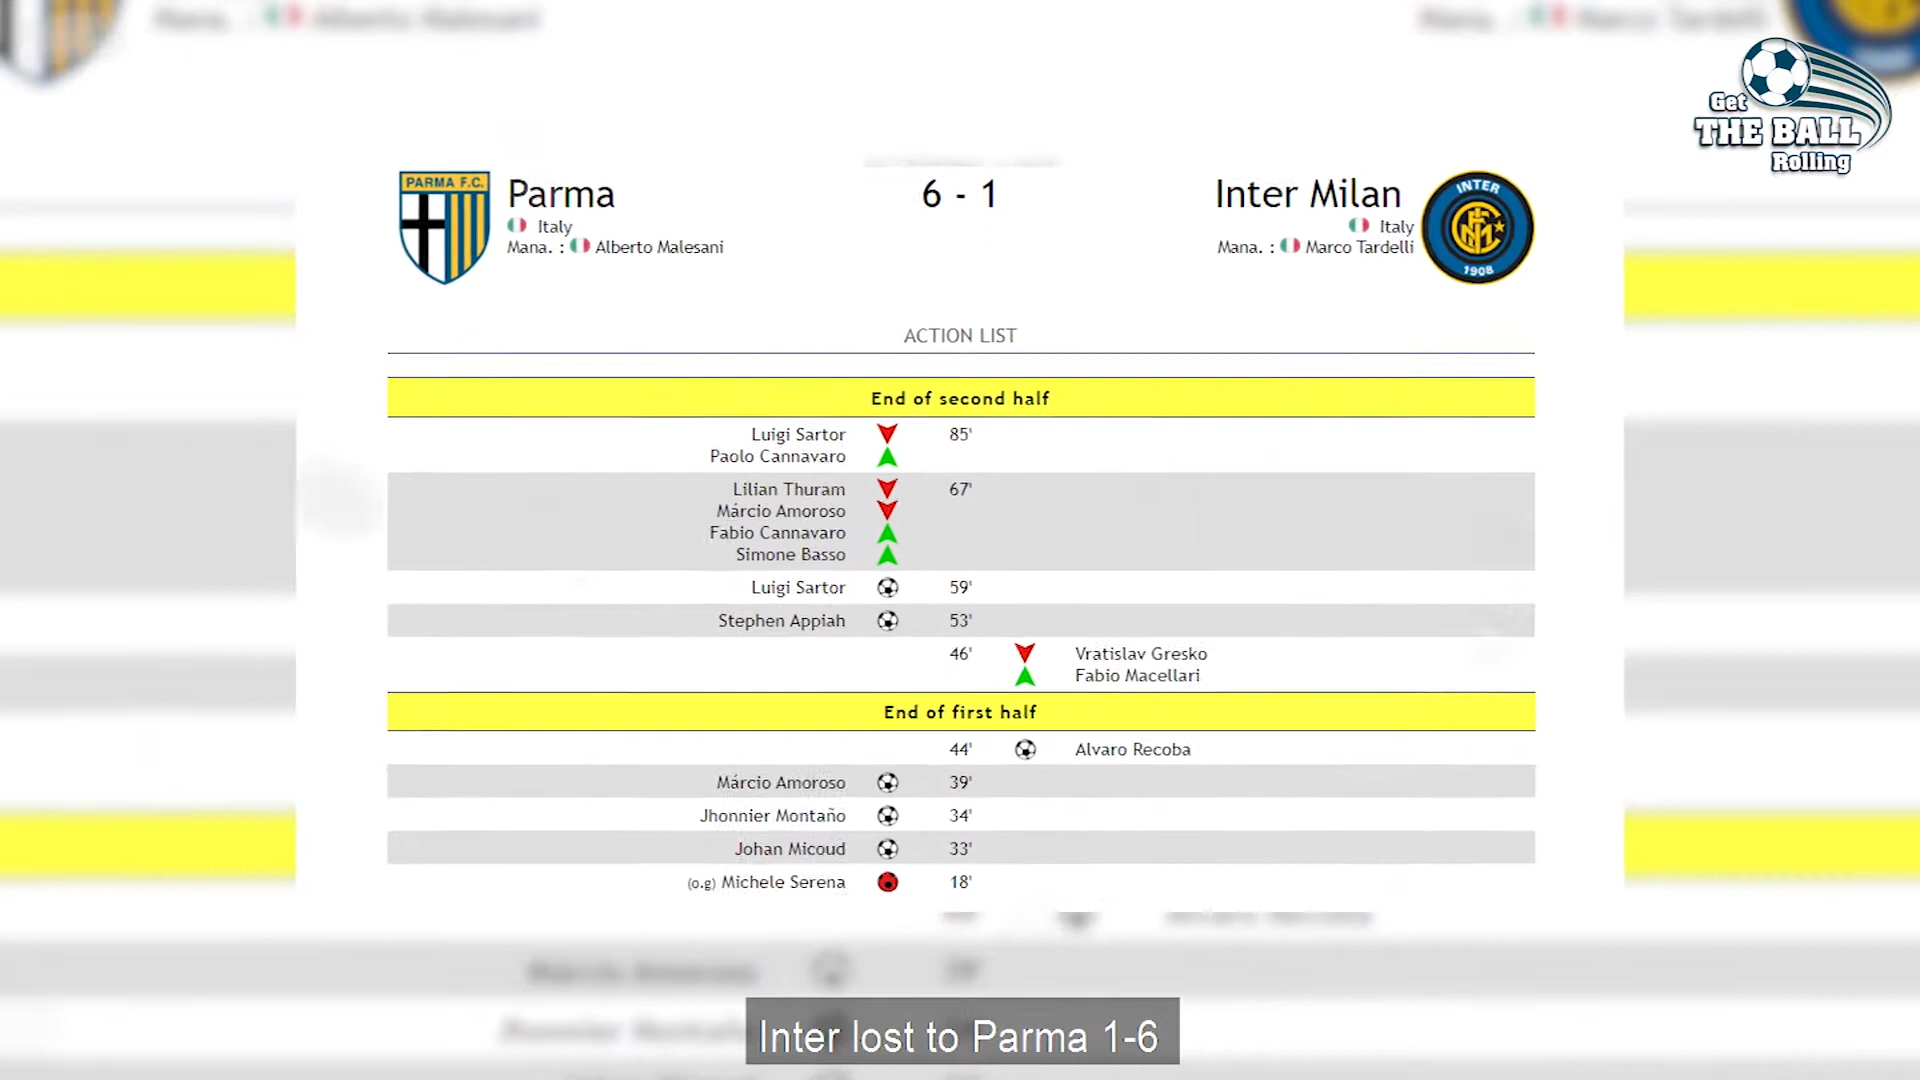 Mana. : Alberto Malesani
Get
THE BALL
Rolling
PARMA F.C.
Parma
6 - 1
Inter Milan
INTER
1908
Italy
Italy
Mana. : Alberto Malesani
Mana. : Marco Tardelli
ACTION LIST
End of second half
Luigi Sartor 85'
Paolo Cannavaro
Lilian Thuram 67'
Márcio Amoroso
Fabio Cannavaro
Simone Basso
Luigi Sartor 59'
Stephen Appiah 53'
46' Vratislav Gresko
Fabio Macellari
End of first half
44' Alvaro Recoba
Márcio Amoroso 39'
Jhonnier Montaño 34'
Johan Micoud 33'
(o.g) Michele Serena 18'
Inter lost to Parma 1-6